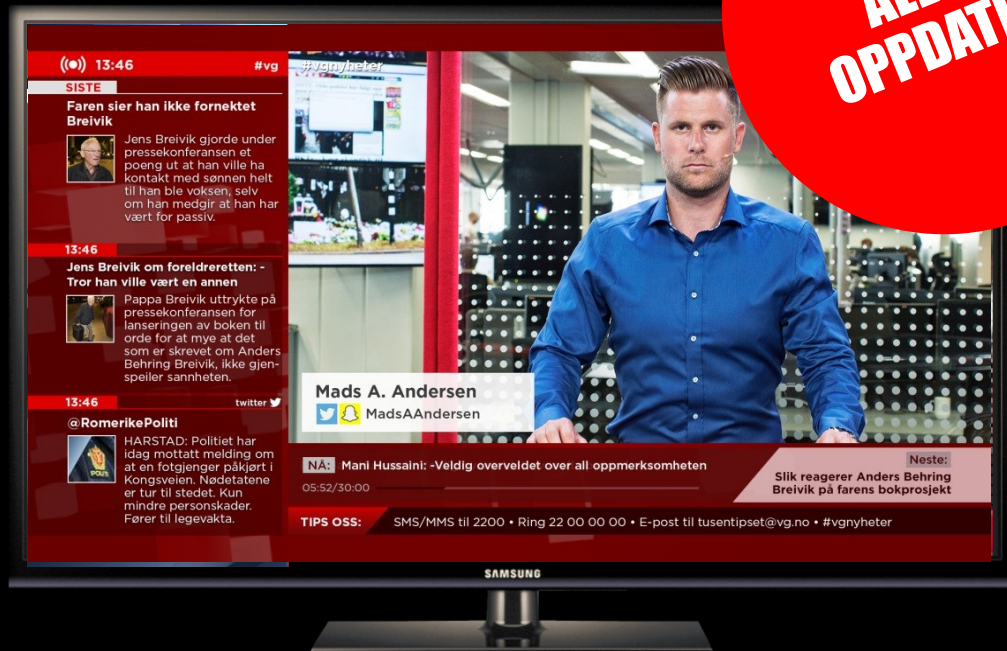 ALL
OPPDAT
13:46 #vg
SISTE
Faren sier han ikke fornektet
Breivik
Jens Breivik gjorde under
pressekonferansen et
poeng ut at han ville ha
kontakt med sønnen helt
til han ble voksen, selv
om han medgir at han har
vært for passiv.
13:46
Jens Breivik om foreldreretten: -
Tror han ville vært en annen
Pappa Breivik uttrykte på
pressekonferansen for
lanseringen av boken til
orde for at mye at det
som er skrevet om Anders
Behring Breivik, ikke gjen-
speiler sannheten.
13:46 twitter
@RomerikePoliti
HARSTAD: Politiet har
idag mottatt melding om
at en fotgjenger påkjørt i
Kongsveien. Nødetatene
er tur til stedet. Kun
mindre personskader.
Fører til legevakta.
#vgnyheter
Mads A. Andersen
MadsAAndersen
NÅ: Mani Hussaini: -Veldig overveldet over all oppmerksomheten
05:52/30:00
Neste:
Slik reagerer Anders Behring
Breivik på farens bokprosjekt
TIPS OSS: SMS/MMS til 2200 • Ring 22 00 00 00 • E-post til tusentipset@vg.no • #vgnyheter
SAMSUNG